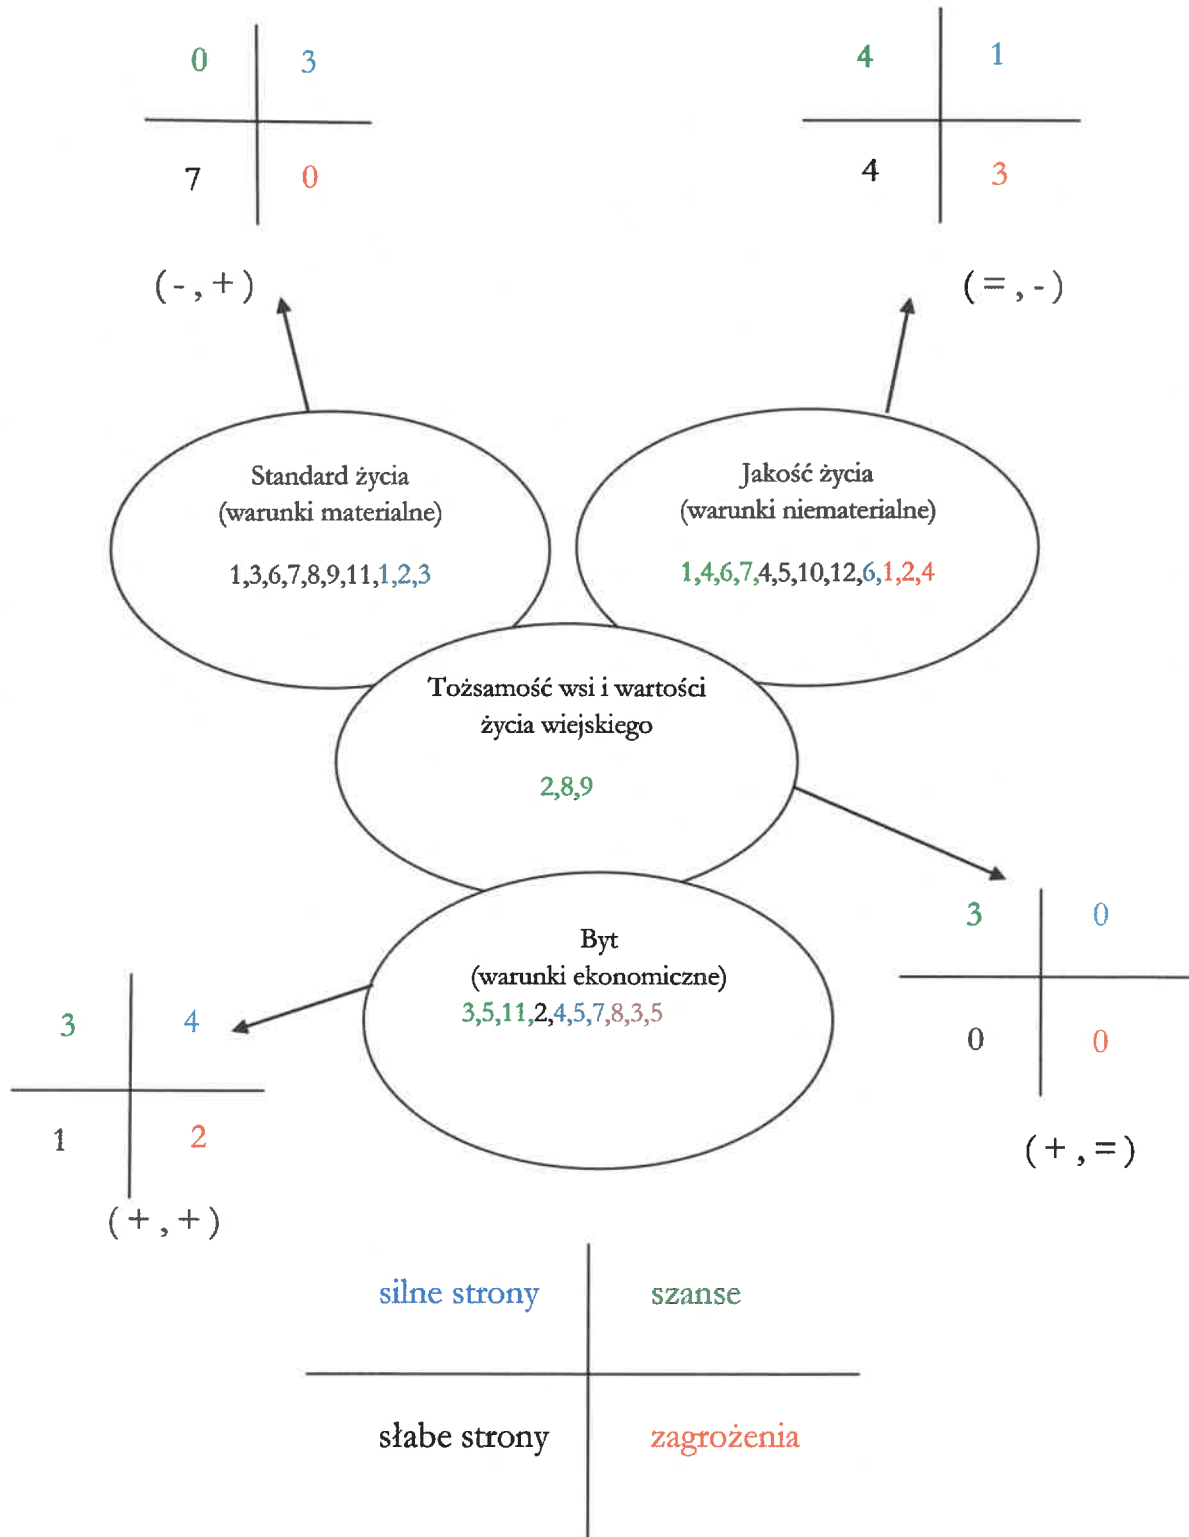 0 3
7 0
(-,+)
4 1
4 3
(=,-)
Standard życia
(warunki materialne)
1,3,6,7,8,9,11,1,2,3
Jakość życia
(warunki niematerialne)
1,4,6,7,4,5,10,12,6,1,2,4
Tożsamość wsi i wartości
życia wiejskiego
2,8,9
3 0
0 0
(+,=)
Byt
(warunki ekonomiczne)
3,5,11,2,4,5,7,8,3,5
3 4
1 2
(+,+)
silne strony szanse
słabe strony zagrożenia